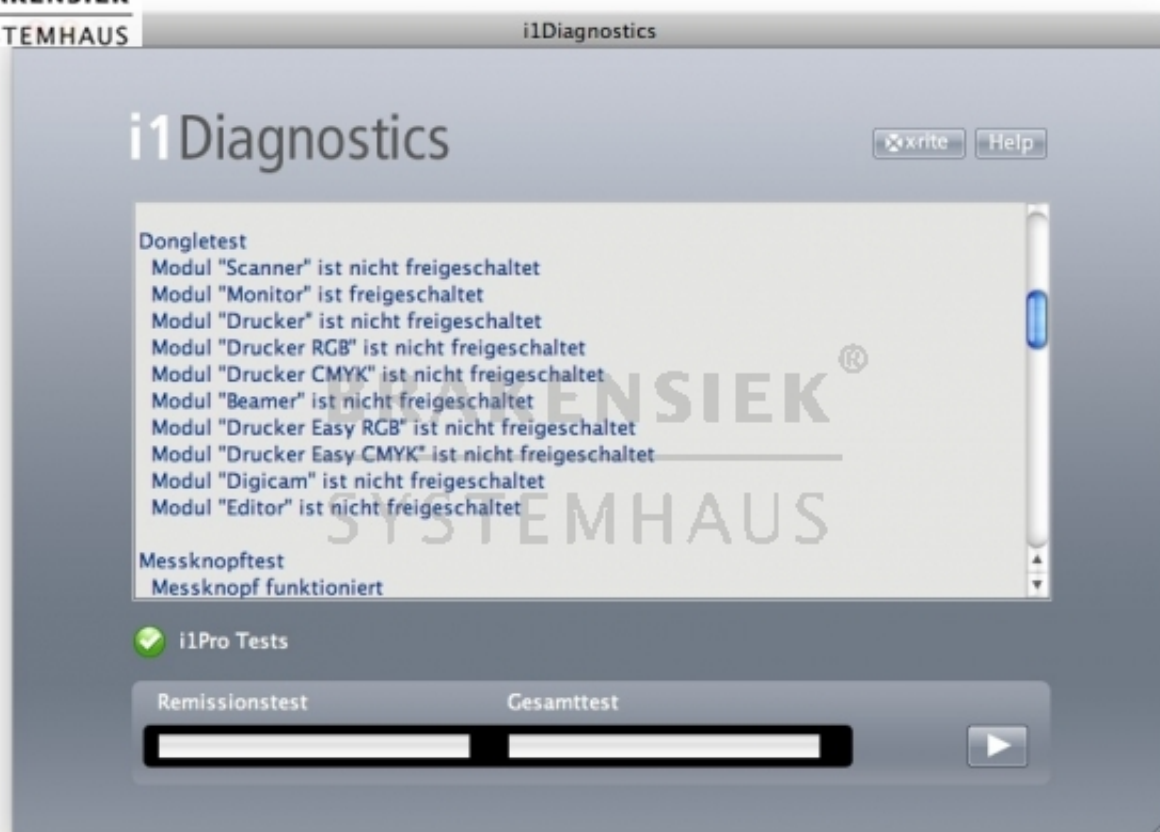 TEMHAUS
i1Diagnostics
i1Diagnostics
x·rite Help
Dongletest
Modul "Scanner" ist nicht freigeschaltet
Modul "Monitor" ist freigeschaltet
Modul "Drucker" ist nicht freigeschaltet
Modul "Drucker RGB" ist nicht freigeschaltet
Modul "Drucker CMYK" ist nicht freigeschaltet
Modul "Beamer" ist nicht freigeschaltet
Modul "Drucker Easy RGB" ist nicht freigeschaltet
Modul "Drucker Easy CMYK" ist nicht freigeschaltet
Modul "Digicam" ist nicht freigeschaltet
Modul "Editor" ist nicht freigeschaltet
BRAKENSIEK®
SYSTEMHAUS
Messknopftest
Messknopf funktioniert
i1Pro Tests
Remissionstest Gesamttest